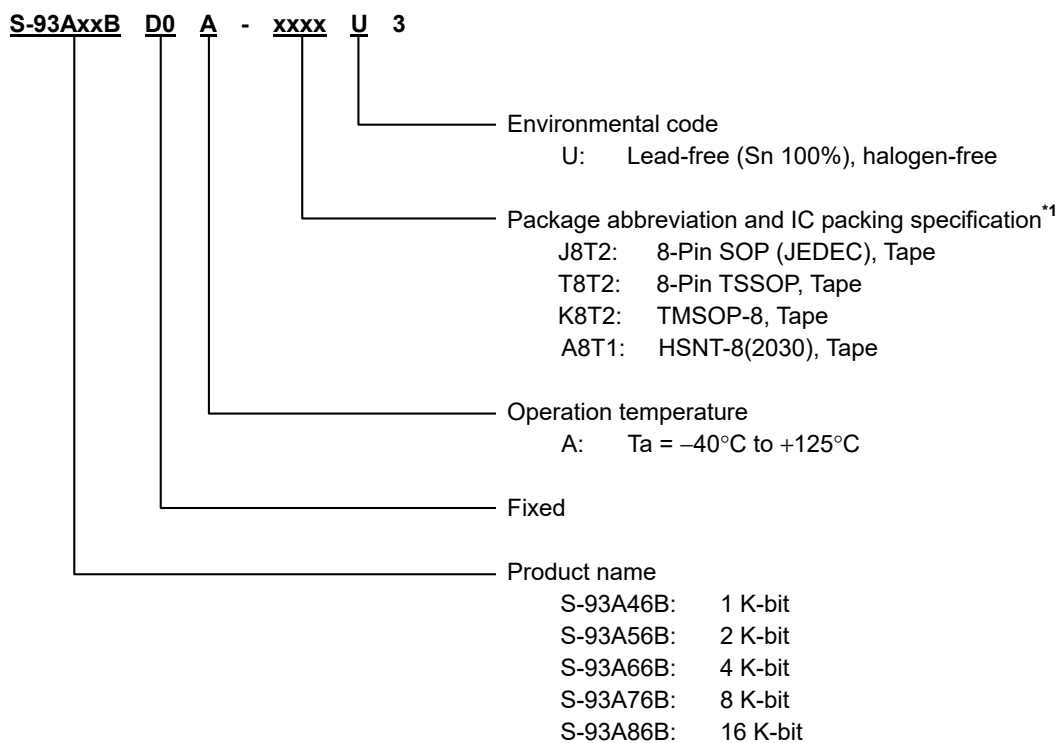 S-93AxxB D0 A - xxxx U 3
Environmental code
U: Lead-free (Sn 100%), halogen-free
Package abbreviation and IC packing specification*1
J8T2: 8-Pin SOP (JEDEC), Tape
T8T2: 8-Pin TSSOP, Tape
K8T2: TMSOP-8, Tape
A8T1: HSNT-8(2030), Tape
Operation temperature
A: Ta = −40°C to +125°C
Fixed
Product name
S-93A46B: 1 K-bit
S-93A56B: 2 K-bit
S-93A66B: 4 K-bit
S-93A76B: 8 K-bit
S-93A86B: 16 K-bit